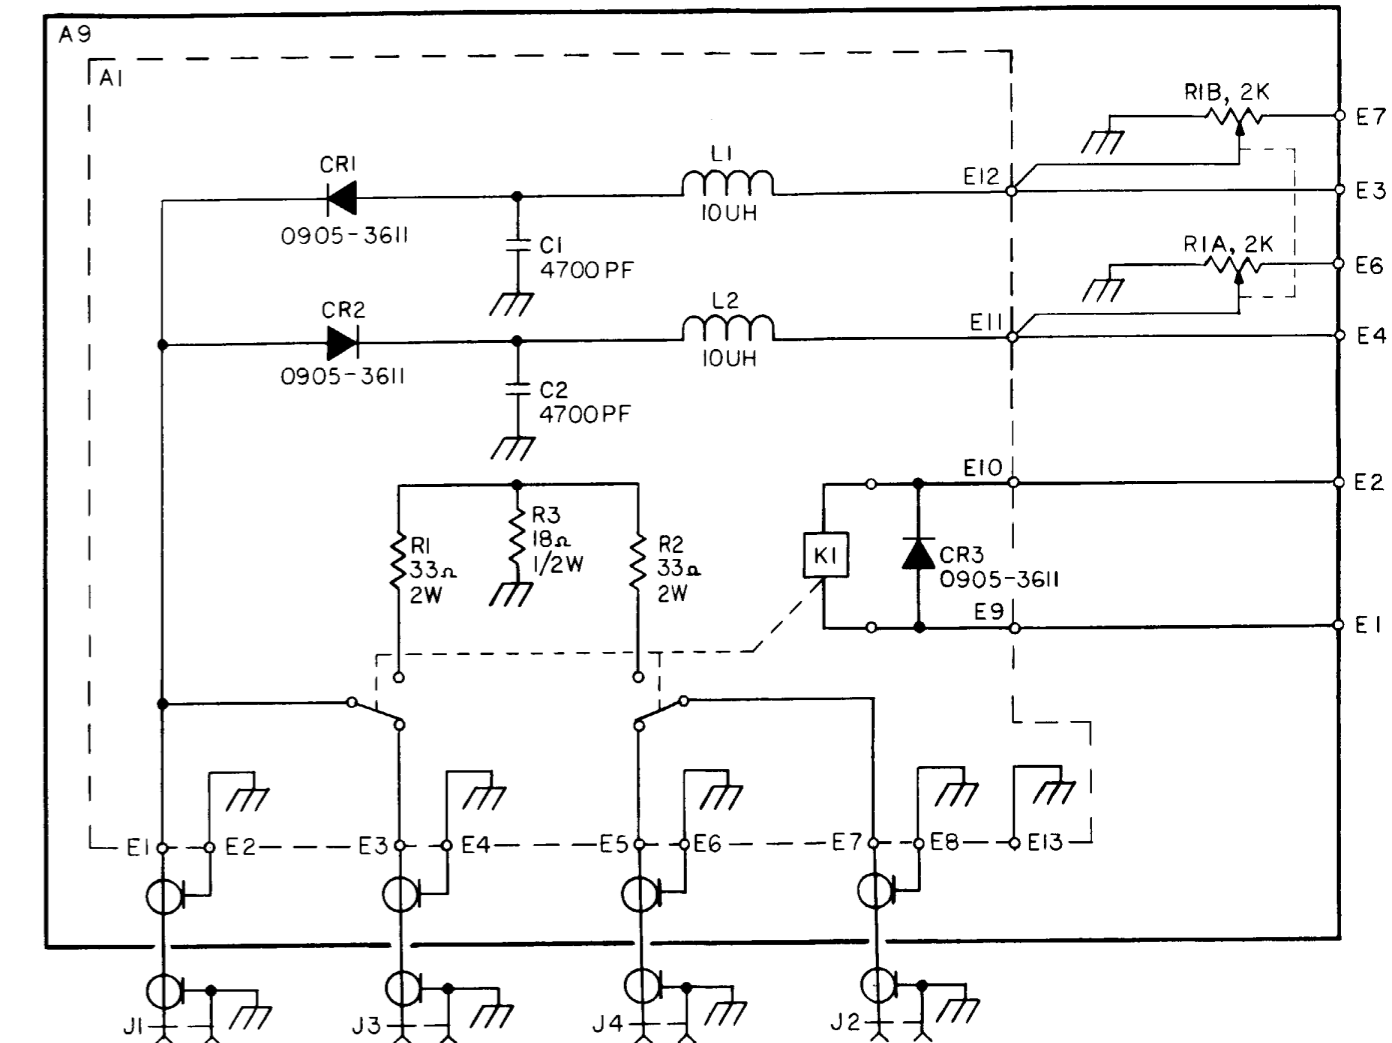 A9
A1
R1B, 2K
E7
CR1
0905-3611
L1
10UH
E12
E3
C1
4700PF
R1A, 2K
E6
CR2
0905-3611
L2
10UH
E11
E4
C2
4700PF
E10
E2
R1
33Ω
2W
R3
18Ω
1/2W
R2
33Ω
2W
K1
CR3
0905-3611
E9
E1
E1
E2
E3
E4
E5
E6
E7
E8
E13
J1
J3
J4
J2